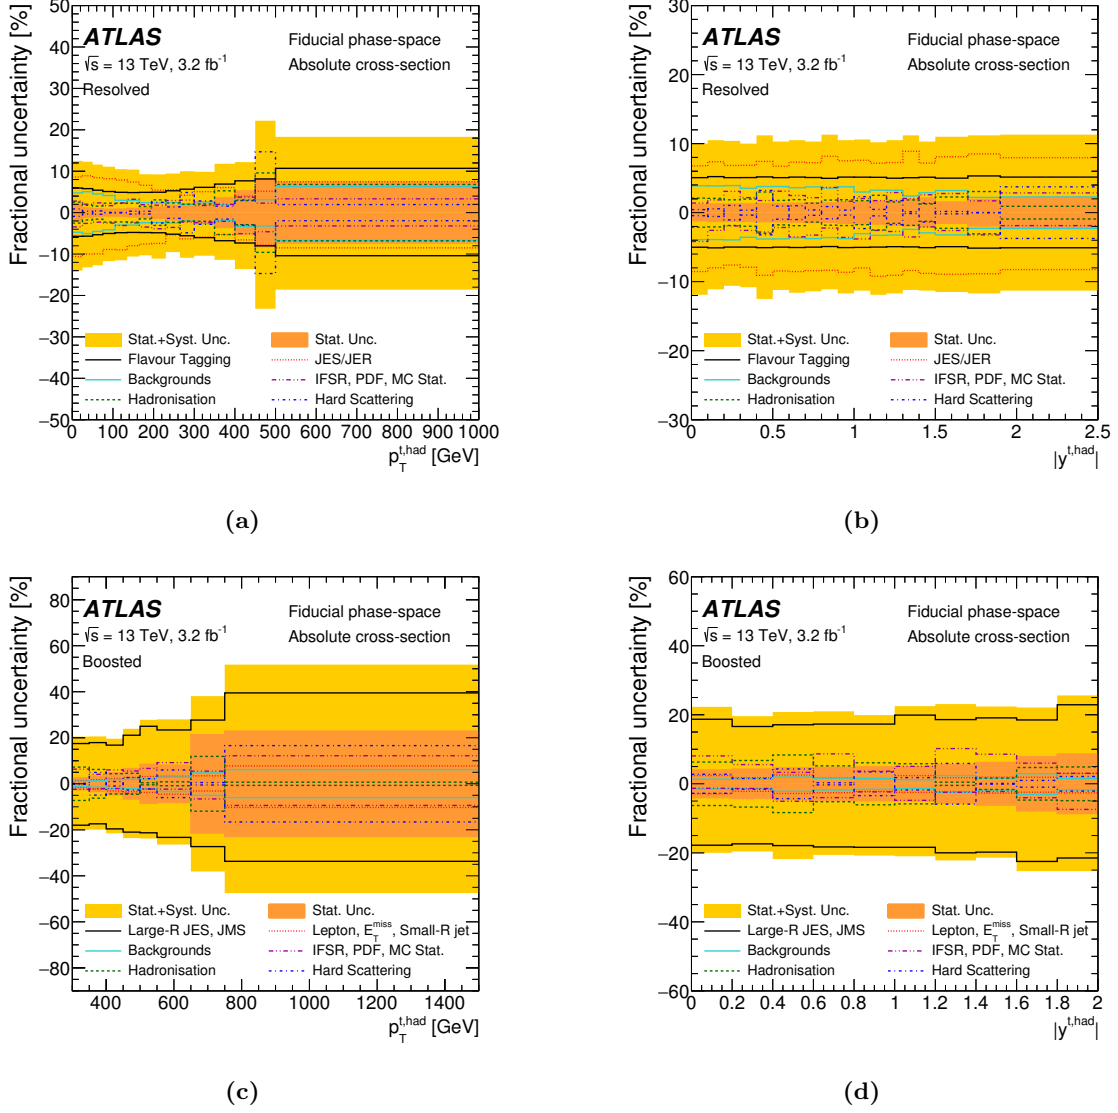 Fractional uncertainty [%]
ATLAS
√s = 13 TeV, 3.2 fb⁻¹
Resolved
Fiducial phase-space
Absolute cross-section
50
40
30
20
10
0
−10
−20
−30
−40
−50
Stat.+Syst. Unc.
Stat. Unc.
Flavour Tagging
JES/JER
Backgrounds
IFSR, PDF, MC Stat.
Hadronisation
Hard Scattering
0 100 200 300 400 500 600 700 800 900 1000
p_T^{t,had} [GeV]
(a)
Fractional uncertainty [%]
ATLAS
√s = 13 TeV, 3.2 fb⁻¹
Resolved
Fiducial phase-space
Absolute cross-section
30
20
10
0
−10
−20
−30
Stat.+Syst. Unc.
Stat. Unc.
Flavour Tagging
JES/JER
Backgrounds
IFSR, PDF, MC Stat.
Hadronisation
Hard Scattering
0 0.5 1 1.5 2 2.5
|y^{t,had}|
(b)
Fractional uncertainty [%]
ATLAS
√s = 13 TeV, 3.2 fb⁻¹
Boosted
Fiducial phase-space
Absolute cross-section
80
60
40
20
0
−20
−40
−60
−80
Stat.+Syst. Unc.
Stat. Unc.
Large-R JES, JMS
Lepton, E_T^{miss}, Small-R jet
Backgrounds
IFSR, PDF, MC Stat.
Hadronisation
Hard Scattering
400 600 800 1000 1200 1400
p_T^{t,had} [GeV]
(c)
Fractional uncertainty [%]
ATLAS
√s = 13 TeV, 3.2 fb⁻¹
Boosted
Fiducial phase-space
Absolute cross-section
60
40
20
0
−20
−40
−60
Stat.+Syst. Unc.
Stat. Unc.
Large-R JES, JMS
Lepton, E_T^{miss}, Small-R jet
Backgrounds
IFSR, PDF, MC Stat.
Hadronisation
Hard Scattering
0 0.2 0.4 0.6 0.8 1 1.2 1.4 1.6 1.8 2
|y^{t,had}|
(d)